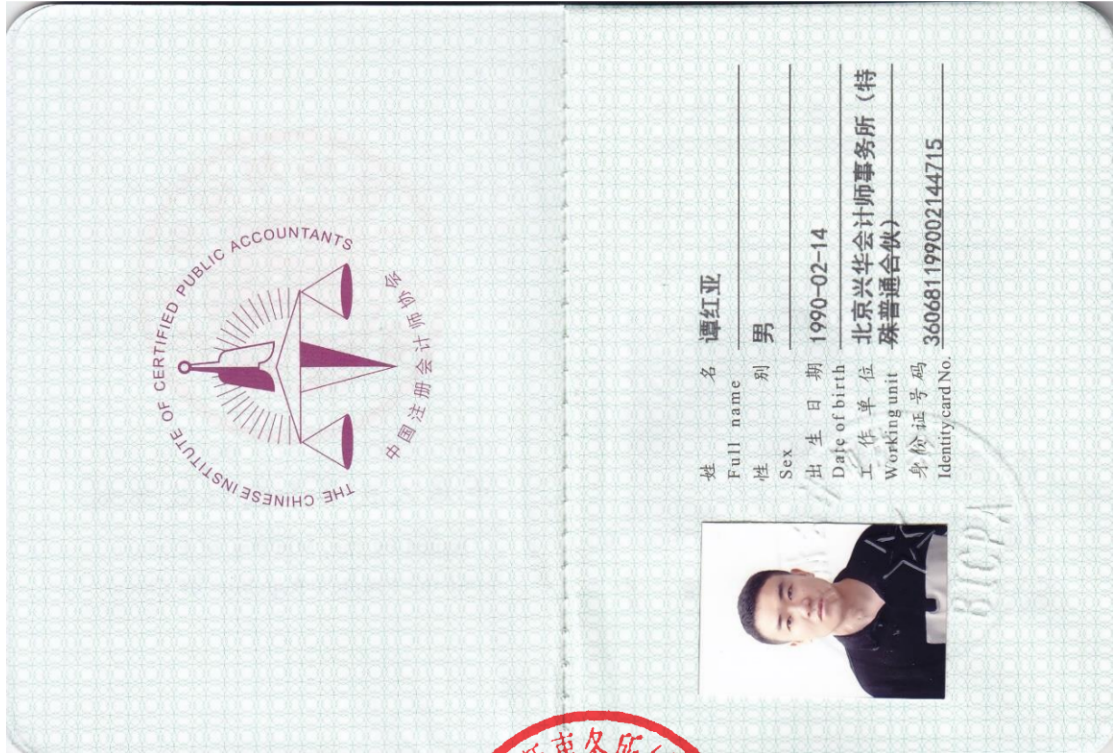 THE CHINESE INSTITUTE OF CERTIFIED PUBLIC ACCOUNTANTS
中国注册会计师协会
姓 名 谭红亚
Full name
性 别 男
Sex
出 生 日 期 1990-02-14
Date of birth
工 作 单 位 北京兴华会计师事务所（特
Working unit 殊普通合伙）
身 份 证 号 码 360681199002144715
Identity card No.
BICPA